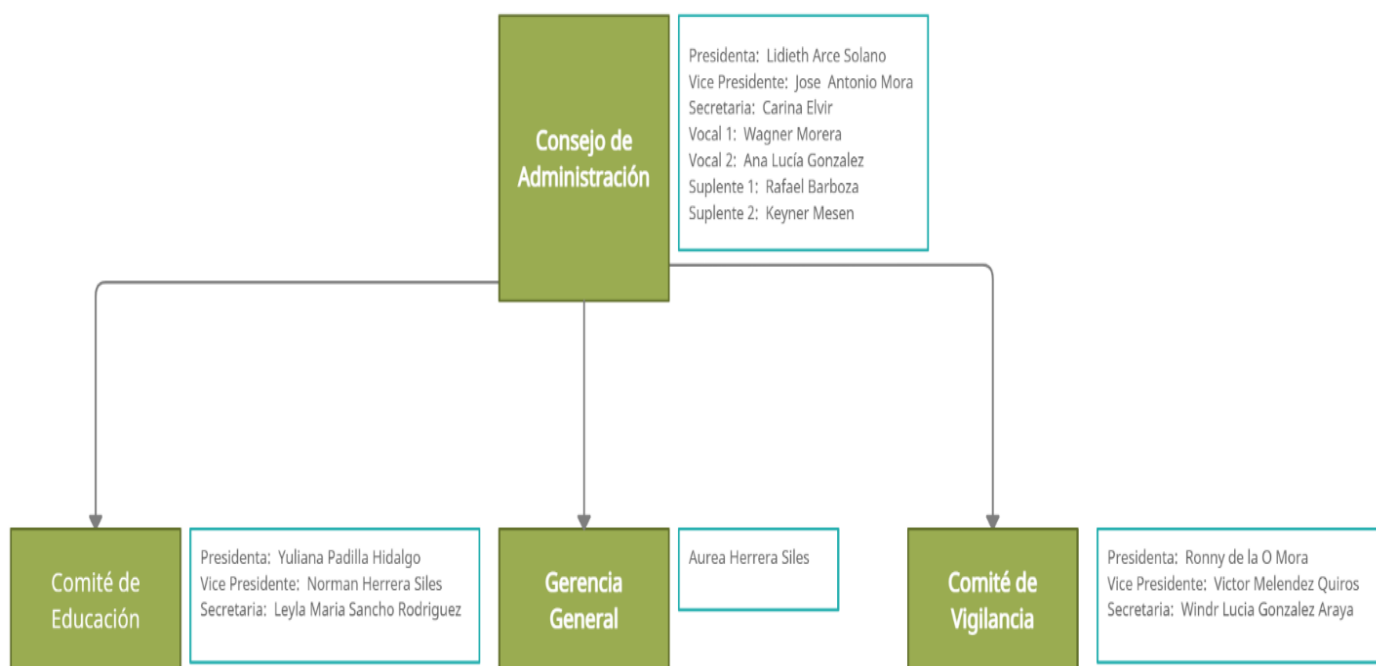 Consejo de
Administración
Presidenta: Lidieth Arce Solano
Vice Presidente: Jose Antonio Mora
Secretaria: Carina Elvir
Vocal 1: Wagner Morera
Vocal 2: Ana Lucía Gonzalez
Suplente 1: Rafael Barboza
Suplente 2: Keyner Mesen
Comité de
Educación
Presidenta: Yuliana Padilla Hidalgo
Vice Presidente: Norman Herrera Siles
Secretaria: Leyla Maria Sancho Rodriguez
Gerencia
General
Aurea Herrera Siles
Comité de
Vigilancia
Presidenta: Ronny de la O Mora
Vice Presidente: Victor Melendez Quiros
Secretaria: Windr Lucia Gonzalez Araya